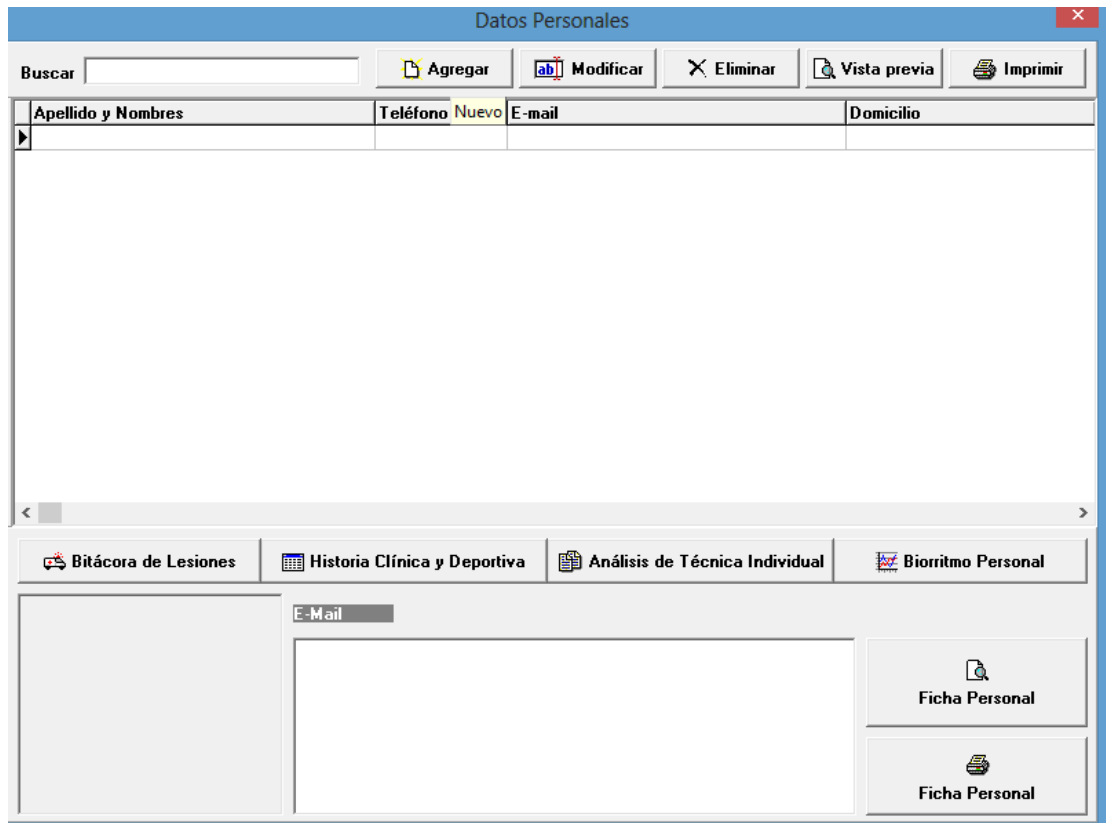 Datos Personales
Buscar Agregar Modificar Eliminar Vista previa Imprimir
Apellido y Nombres Teléfono Nuevo E-mail Domicilio
Bitácora de Lesiones Historia Clínica y Deportiva Análisis de Técnica Individual Biorritmo Personal
E-Mail
Ficha Personal
Ficha Personal